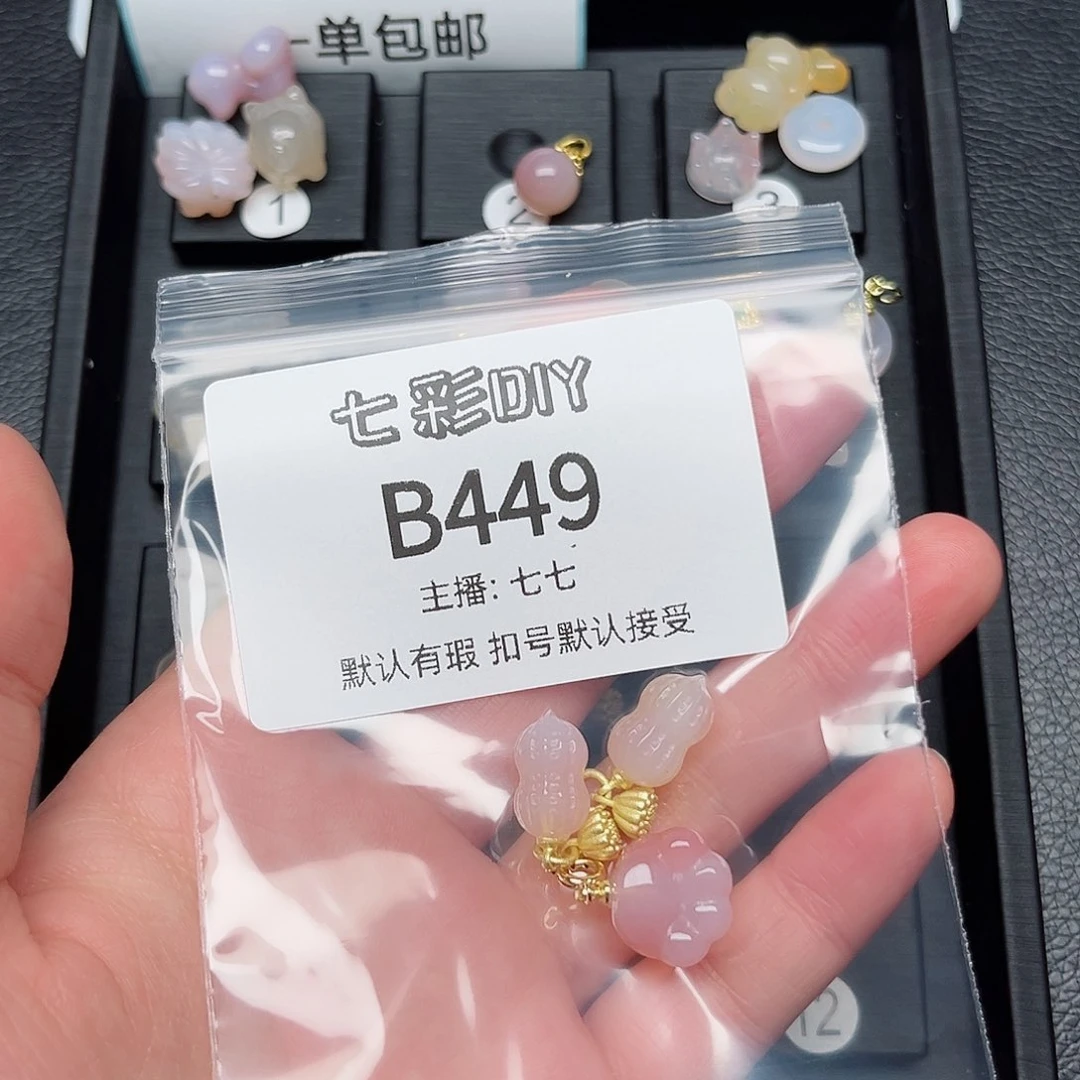 一单包邮
1
2
3
七彩DIY
B449
主播: 七七
默认有瑕 扣号默认接受
12